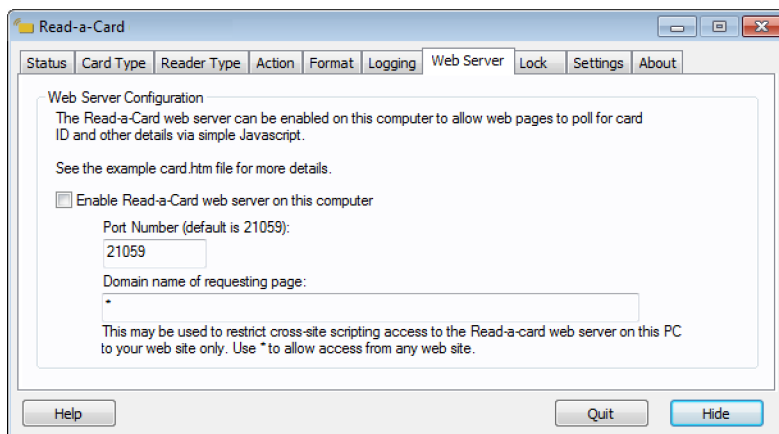 Read-a-Card
Status Card Type Reader Type Action Format Logging Web Server Lock Settings About
Web Server Configuration
The Read-a-Card web server can be enabled on this computer to allow web pages to poll for card
ID and other details via simple Javascript.
See the example card.htm file for more details.
Enable Read-a-Card web server on this computer
Port Number (default is 21059):
21059
Domain name of requesting page:
*
This may be used to restrict cross-site scripting access to the Read-a-card web server on this PC
to your web site only. Use * to allow access from any web site.
Help Quit Hide